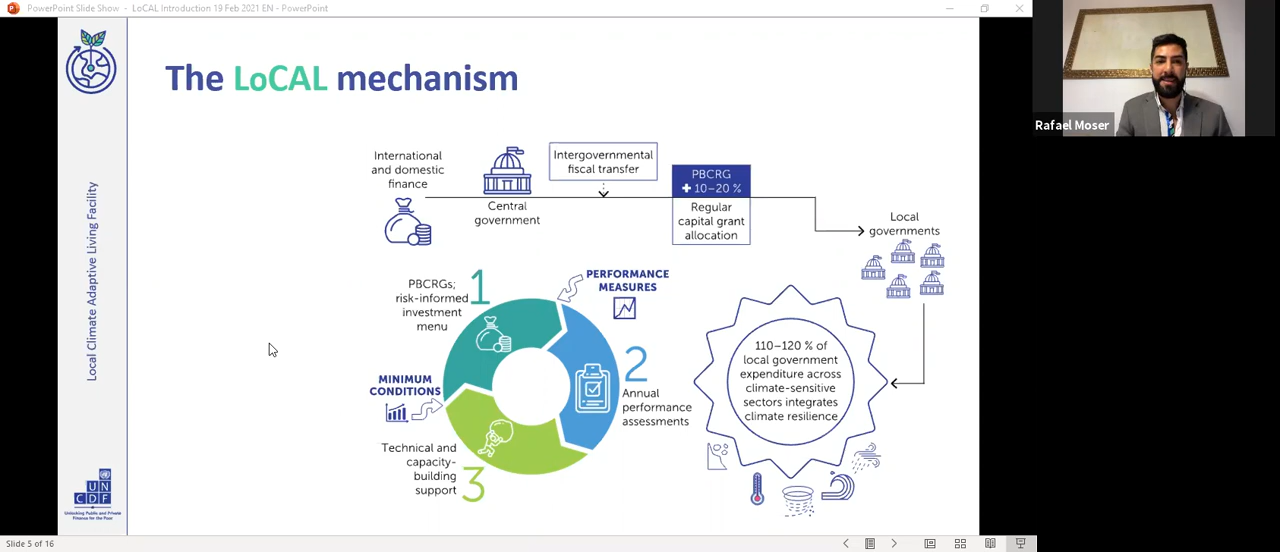 PowerPoint Slide Show - LoCAL Introduction 19 Feb 2021 EN - PowerPoint
Rafael Moser
Local Climate Adaptive Living Facility
The LoCAL mechanism
International
and domestic
finance
Central
government
Intergovernmental
fiscal transfer
PBCRG
+ 10–20 %
Regular
capital grant
allocation
Local
governments
PBCRGs;
risk-informed
investment
menu
1
PERFORMANCE
MEASURES
2
Annual
performance
assessments
MINIMUM
CONDITIONS
Technical and
capacity-
building
support
3
110–120 % of
local government
expenditure across
climate-sensitive
sectors integrates
climate resilience
UN
CDF
Unlocking Public and Private
Finance for the Poor
Slide 5 of 16